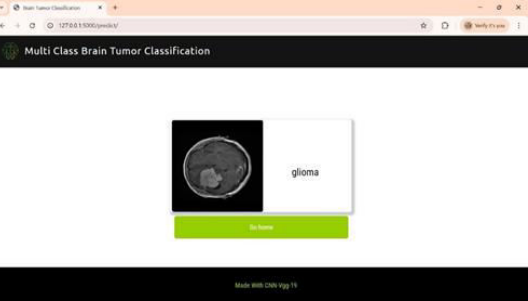 Brain Tumor Classification
127.0.0.1:5000/predict/
Verify it's you
Multi Class Brain Tumor Classification
glioma
Go home
Made With CNN Vgg-19